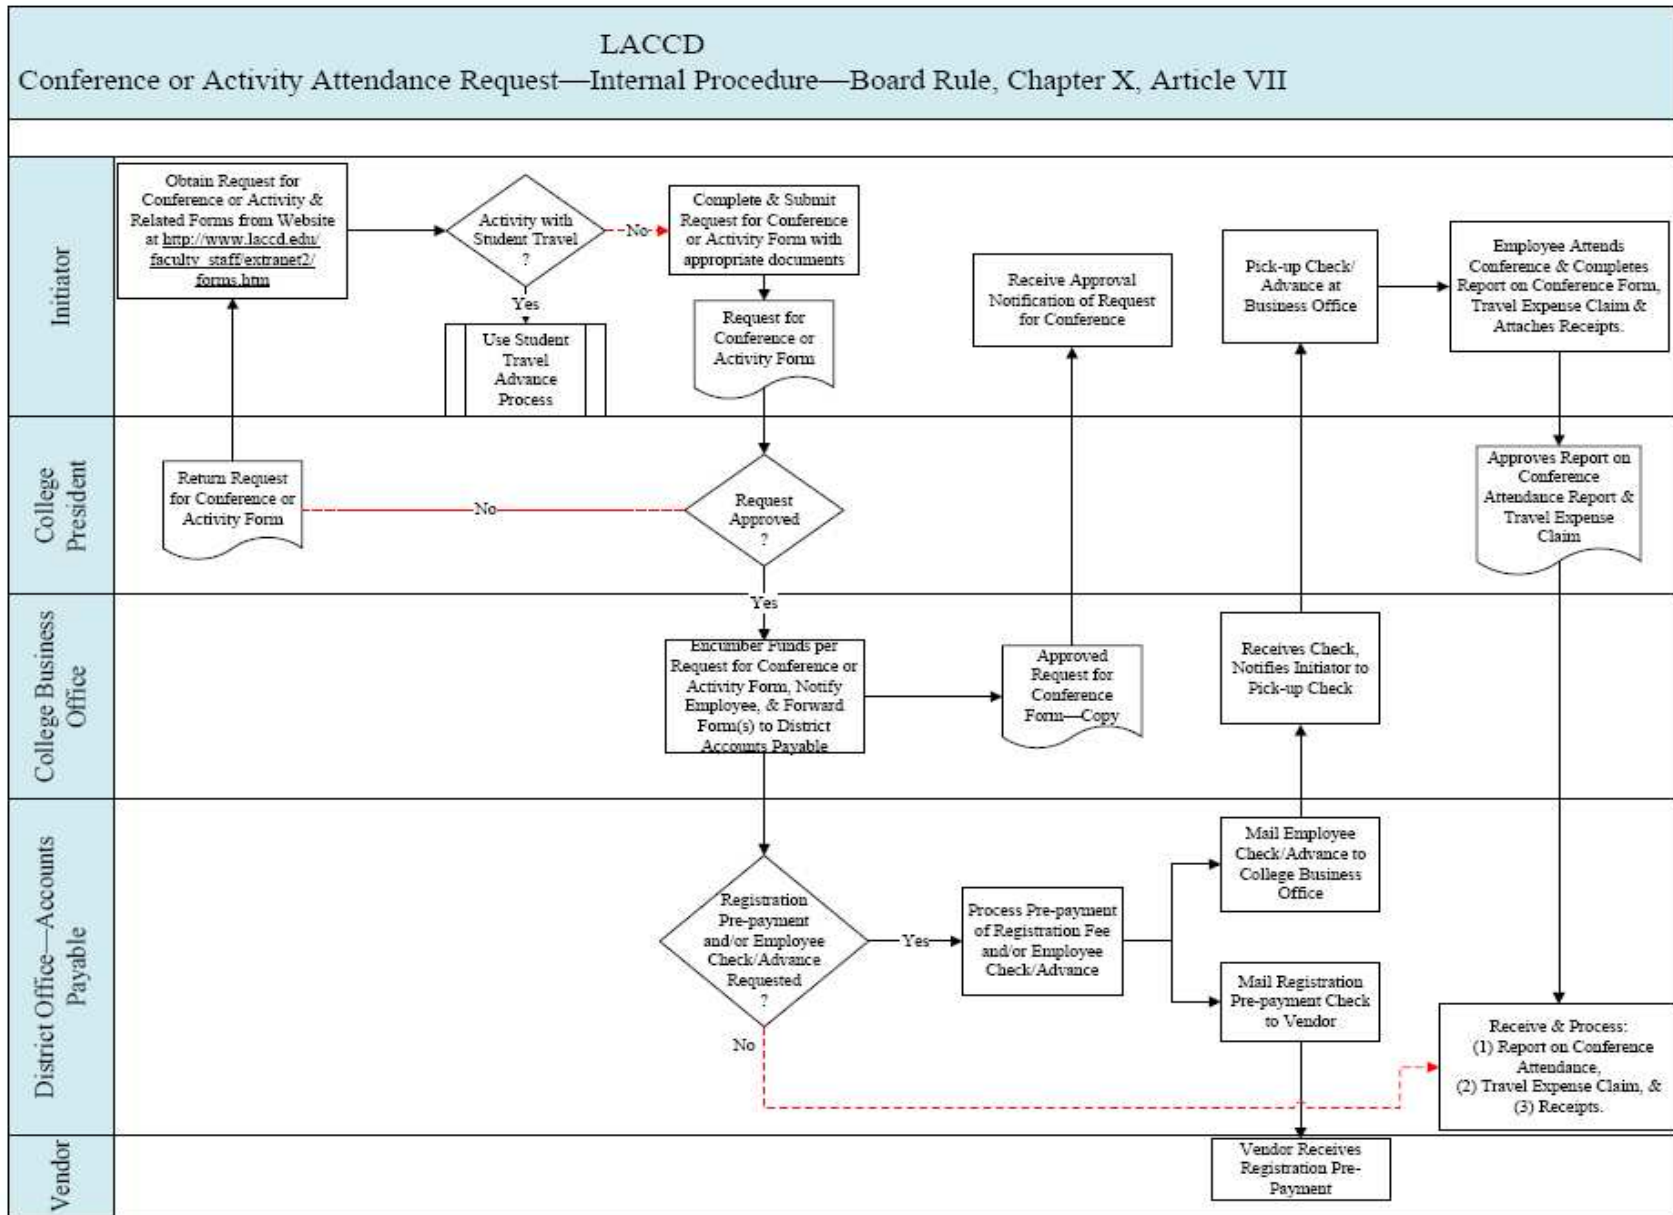 LACCD
Conference or Activity Attendance Request—Internal Procedure—Board Rule, Chapter X, Article VII
Initiator
Obtain Request for
Conference or Activity &
Related Forms from Website
at http://www.laccd.edu/
faculty_staff/extranet2/
forms.htm
Activity with
Student Travel
?
No
Yes
Use Student
Travel
Advance
Process
Complete & Submit
Request for Conference
or Activity Form with
appropriate documents
Request for
Conference or
Activity Form
Receive Approval
Notification of Request
for Conference
Pick-up Check/
Advance at
Business Office
Employee Attends
Conference & Completes
Report on Conference Form,
Travel Expense Claim &
Attaches Receipts.
College
President
Return Request
for Conference or
Activity Form
No
Request
Approved
?
Yes
Approves Report on
Conference
Attendance Report &
Travel Expense
Claim
College Business
Office
Encumber Funds per
Request for Conference or
Activity Form, Notify
Employee, & Forward
Form(s) to District
Accounts Payable
Approved
Request for
Conference
Form—Copy
Receives Check,
Notifies Initiator to
Pick-up Check
District Office—Accounts
Payable
Registration
Pre-payment
and/or Employee
Check/Advance
Requested
?
Yes
No
Process Pre-payment
of Registration Fee
and/or Employee
Check/Advance
Mail Employee
Check/Advance to
College Business
Office
Mail Registration
Pre-payment Check
to Vendor
Receive & Process:
(1) Report on Conference
Attendance,
(2) Travel Expense Claim, &
(3) Receipts.
Vendor
Vendor Receives
Registration Pre-
Payment